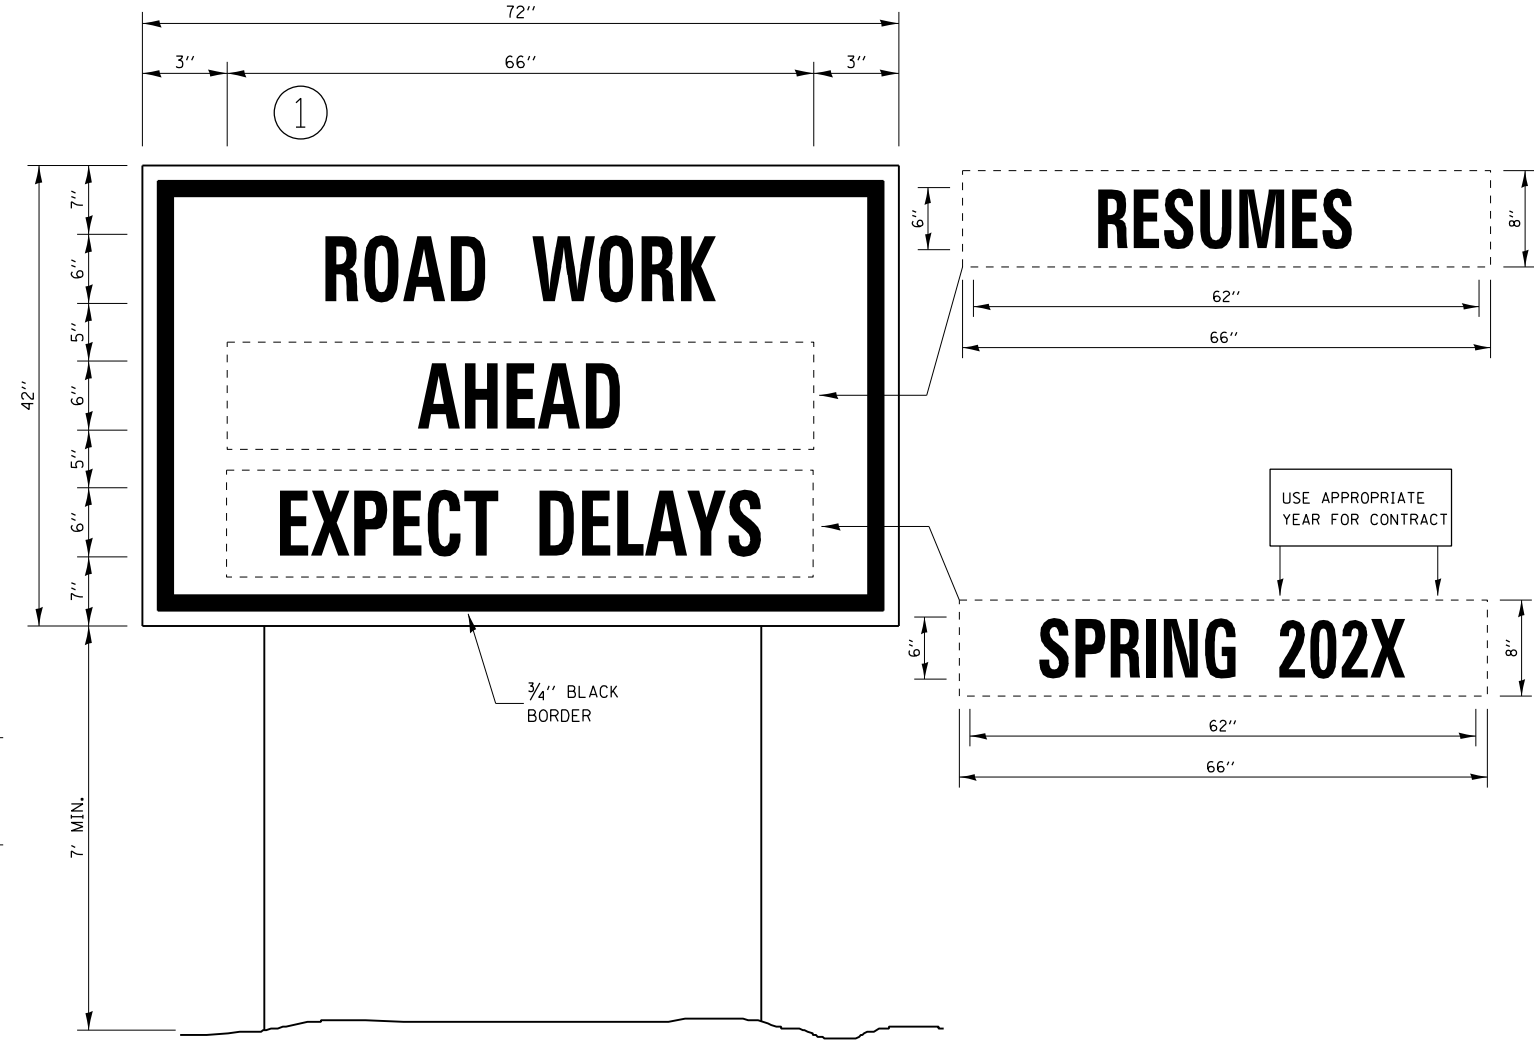 72''
3'' 66'' 3''
1
7''
6''
5''
6''
5''
6''
7''
42''
7' MIN.
ROAD WORK
AHEAD
EXPECT DELAYS
3/4'' BLACK
BORDER
6''
RESUMES
8''
62''
66''
USE APPROPRIATE
YEAR FOR CONTRACT
6''
SPRING 202X
8''
62''
66''